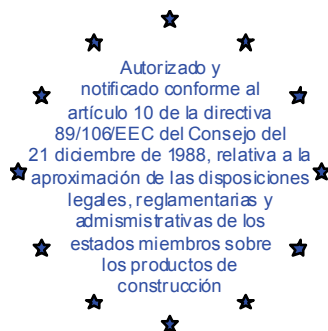 Autorizado y
notificado conforme al
artículo 10 de la directiva
89/106/EEC del Consejo del
21 diciembre de 1988, relativa a la
aproximación de las disposiciones
legales, reglamentarias y
admismistrativas de los
estados miembros sobre
los productos de
construcción